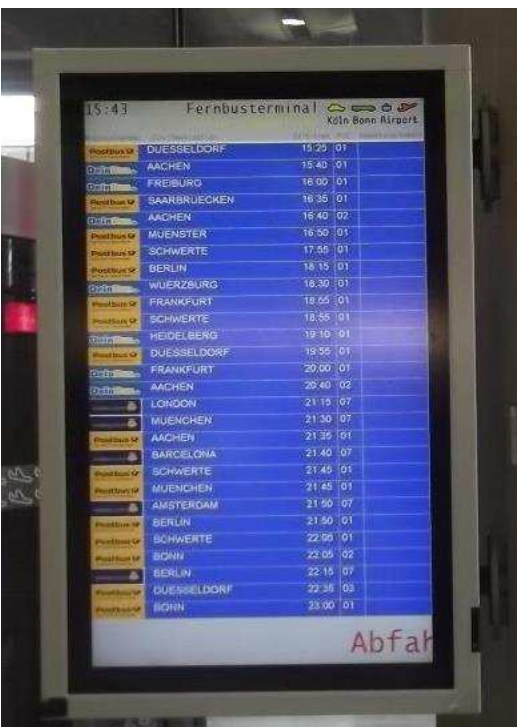 15:43 Fernbusterminal
Köln Bonn Airport
Postbus DUESSELDORF 15:25 01
Dein AACHEN 15:40 01
Dein FREIBURG 16:00 01
Postbus SAARBRUECKEN 16:35 01
Dein AACHEN 16:40 02
Postbus MUENSTER 16:50 01
Postbus SCHWERTE 17:55 01
Postbus BERLIN 18:15 01
Dein WUERZBURG 18:30 01
Postbus FRANKFURT 18:55 01
Postbus SCHWERTE 18:55 01
Dein HEIDELBERG 19:10 01
Postbus DUESSELDORF 19:55 01
Dein FRANKFURT 20:00 01
Dein AACHEN 20:40 02
LONDON 21:15 07
MUENCHEN 21:30 07
Postbus AACHEN 21:35 01
BARCELONA 21:40 07
Postbus SCHWERTE 21:45 01
Postbus MUENCHEN 21:45 01
AMSTERDAM 21:50 07
Postbus BERLIN 21:50 01
Postbus SCHWERTE 22:05 01
Postbus BONN 22:05 02
BERLIN 22:15 07
Postbus DUESSELDORF 22:35 03
Postbus BONN 23:00 01
Abfah